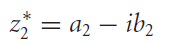 z₂* = a₂ − ib₂